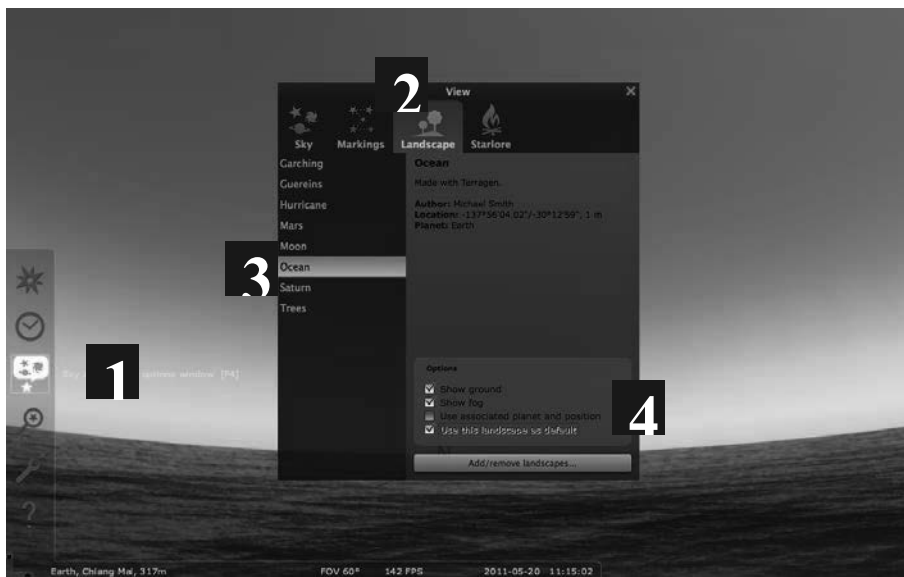 2
View
Sky Markings Landscape Starlore
Garching
Guereins
Hurricane
Mars
Moon
Ocean
Saturn
Trees
3
Ocean
Made with Terragen.
Author: Michael Smith
Location: -137°56'04.02"/-30°12'59", 1 m
Planet: Earth
1
Sky options window [F4]
Options
Show ground
Show fog
Use associated planet and position
Use this landscape as default
4
Add/remove landscapes...
N
?
Earth, Chiang Mai, 317m FOV 60° 142 FPS 2011-05-20 11:15:02